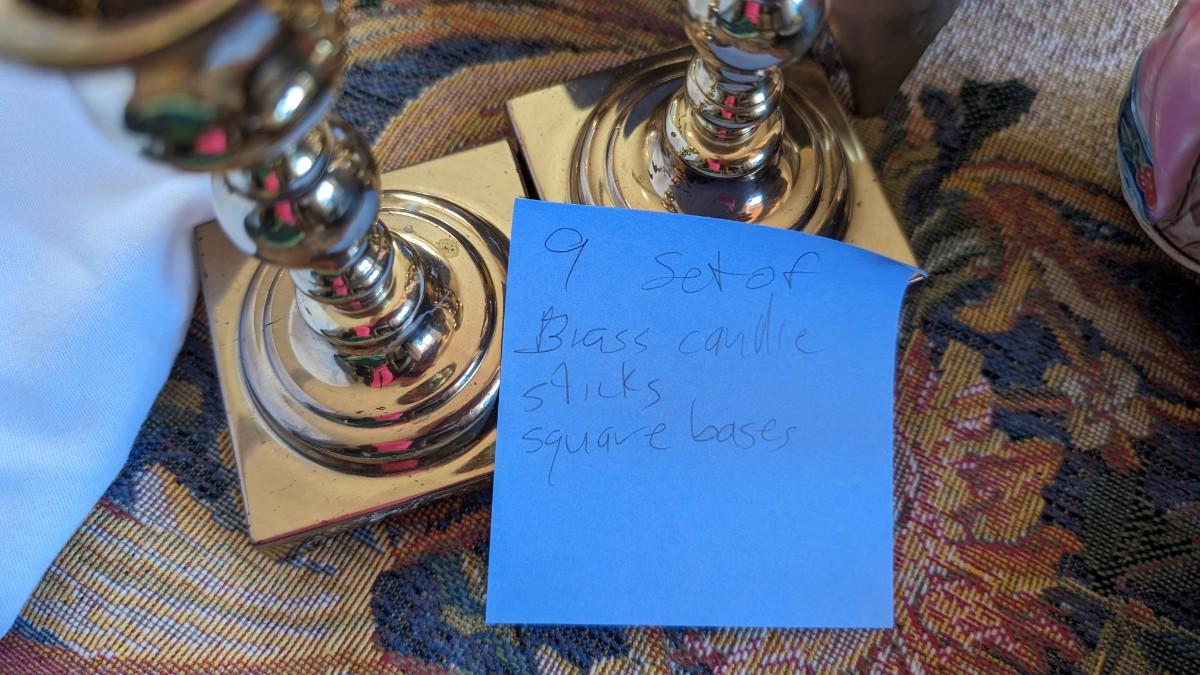 9 Set of
Brass candle
sticks
square bases